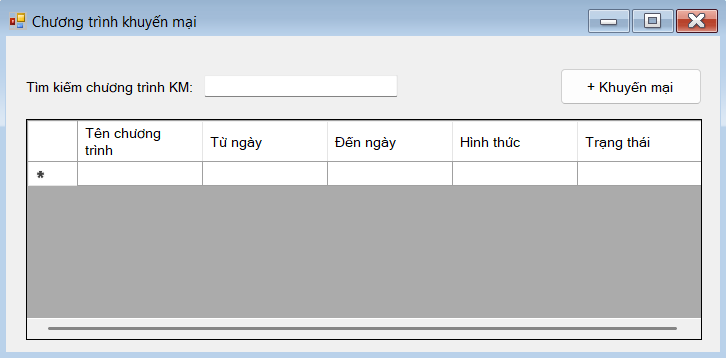 Chương trình khuyến mại
Tìm kiếm chương trình KM:
+ Khuyến mại
Tên chương
trình
Từ ngày
Đến ngày
Hình thức
Trạng thái
*